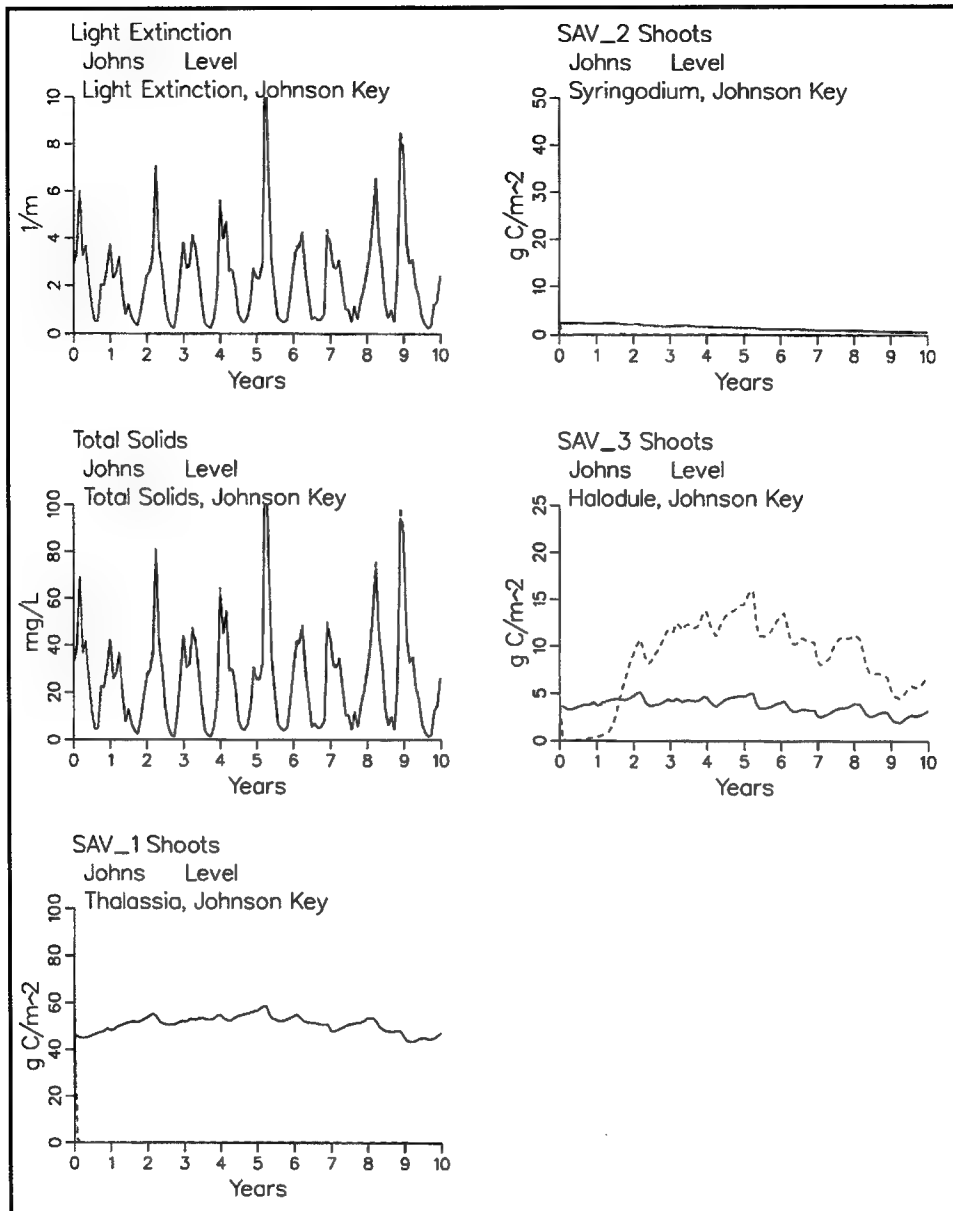 Light Extinction
Johns Level
Light Extinction, Johnson Key
10
8
6
4
2
0
1/m
0 1 2 3 4 5 6 7 8 9 10
Years
SAV_2 Shoots
Johns Level
Syringodium, Johnson Key
50
40
30
20
10
0
g C/m~2
0 1 2 3 4 5 6 7 8 9 10
Years
Total Solids
Johns Level
Total Solids, Johnson Key
100
80
60
40
20
0
mg/L
0 1 2 3 4 5 6 7 8 9 10
Years
SAV_3 Shoots
Johns Level
Halodule, Johnson Key
25
20
15
10
5
0
g C/m~2
0 1 2 3 4 5 6 7 8 9 10
Years
SAV_1 Shoots
Johns Level
Thalassia, Johnson Key
100
80
60
40
20
0
g C/m~2
0 1 2 3 4 5 6 7 8 9 10
Years